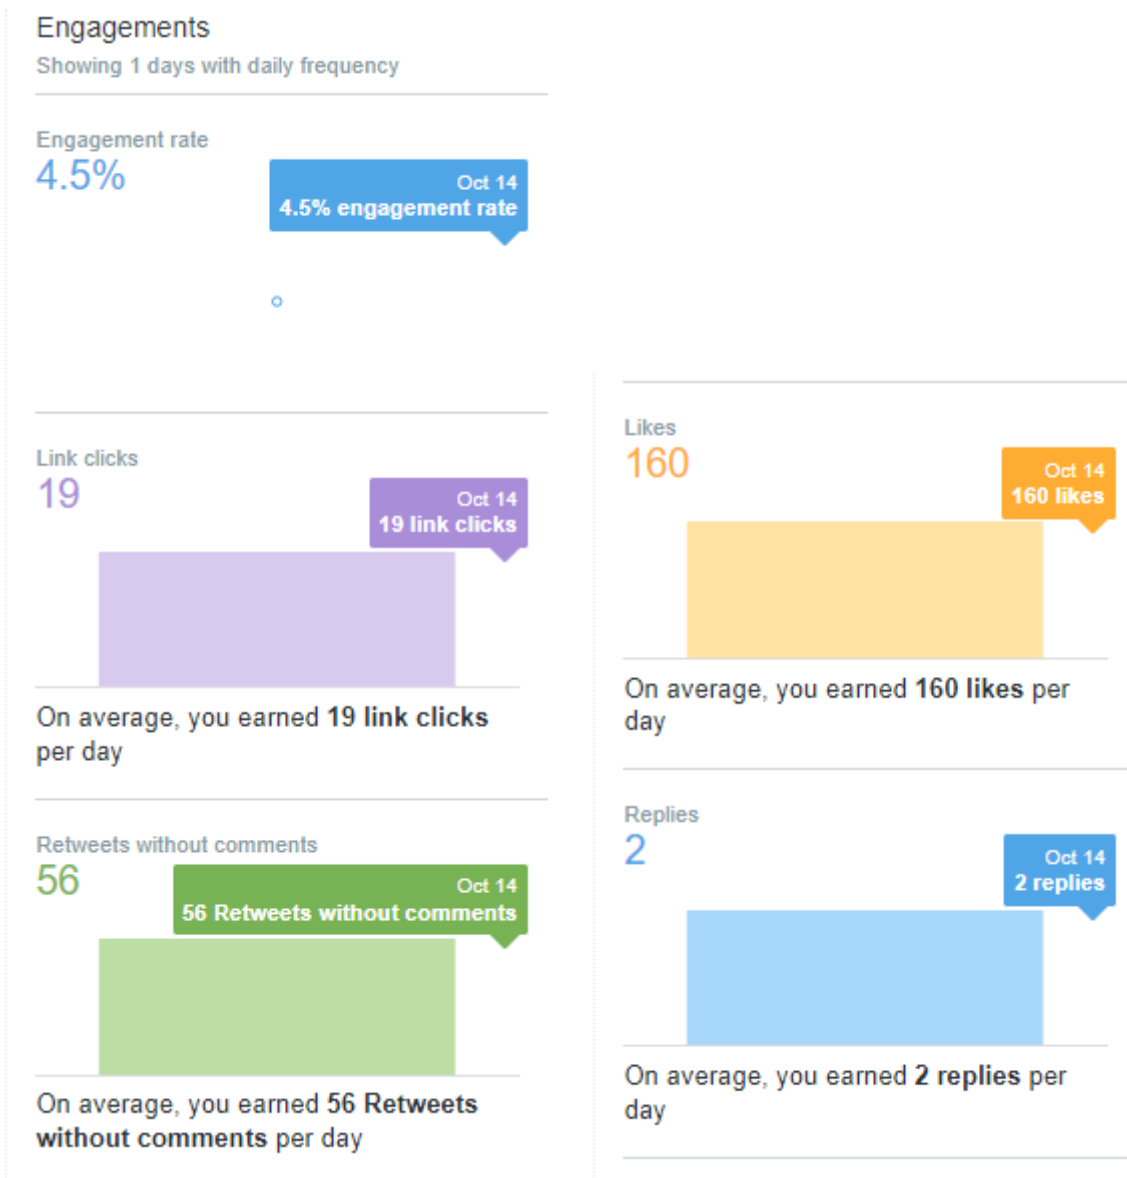 Engagements
Showing 1 days with daily frequency
Engagement rate
4.5%
Oct 14
4.5% engagement rate
Link clicks
19
Oct 14
19 link clicks
On average, you earned 19 link clicks
per day
Retweets without comments
56
Oct 14
56 Retweets without comments
On average, you earned 56 Retweets
without comments per day
Likes
160
Oct 14
160 likes
On average, you earned 160 likes per
day
Replies
2
Oct 14
2 replies
On average, you earned 2 replies per
day